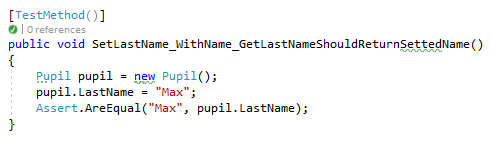 [TestMethod()]
| 0 references
public void SetLastName_WithName_GetLastNameShouldReturnSettedName()
{
Pupil pupil = new Pupil();
pupil.LastName = "Max";
Assert.AreEqual("Max", pupil.LastName);
}